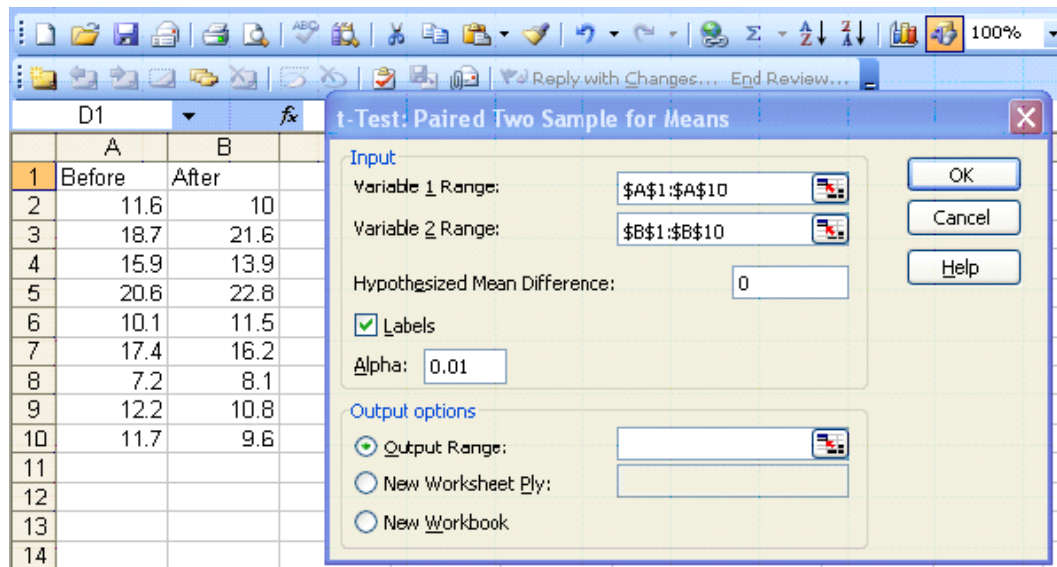 100%
Reply with Changes... End Review...
D1 fx
t-Test: Paired Two Sample for Means
A B
1 Before After
2 11.6 10
3 18.7 21.6
4 15.9 13.9
5 20.6 22.8
6 10.1 11.5
7 17.4 16.2
8 7.2 8.1
9 12.2 10.8
10 11.7 9.6
11
12
13
14
Input
Variable 1 Range: $A$1:$A$10
Variable 2 Range: $B$1:$B$10
Hypothesized Mean Difference: 0
Labels
Alpha: 0.01
Output options
Output Range:
New Worksheet Ply:
New Workbook
OK
Cancel
Help